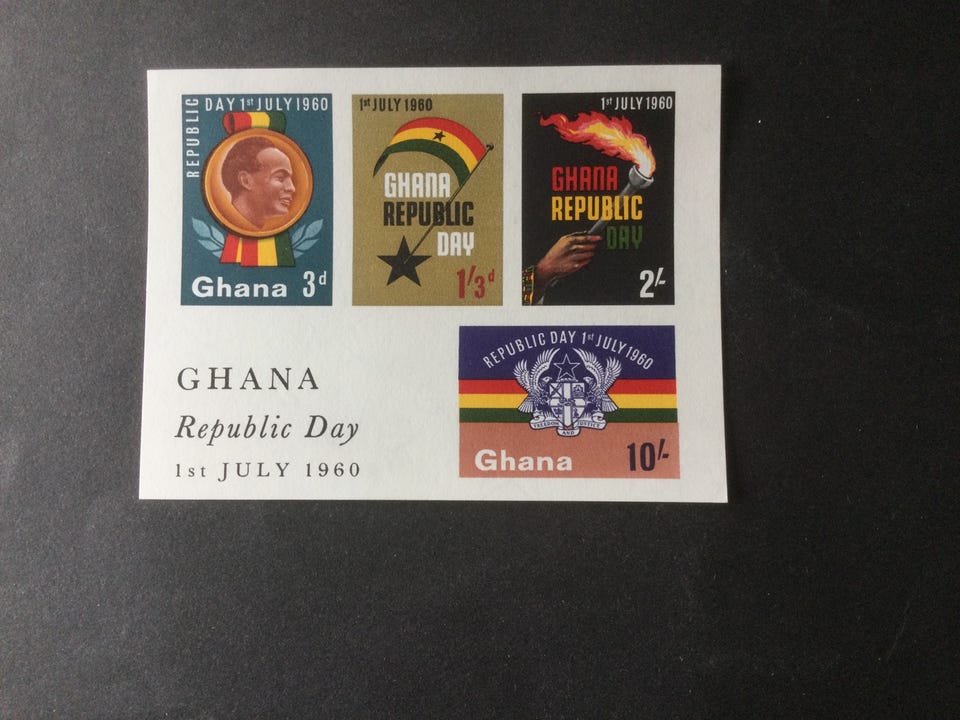 REPUBLIC DAY 1st JULY 1960
Ghana 3d
1st JULY 1960
GHANA
REPUBLIC
DAY
1/3d
1st JULY 1960
GHANA
REPUBLIC
DAY
2/-
GHANA
Republic Day
1st JULY 1960
REPUBLIC DAY 1st JULY 1960
FREEDOM AND JUSTICE
Ghana 10/-